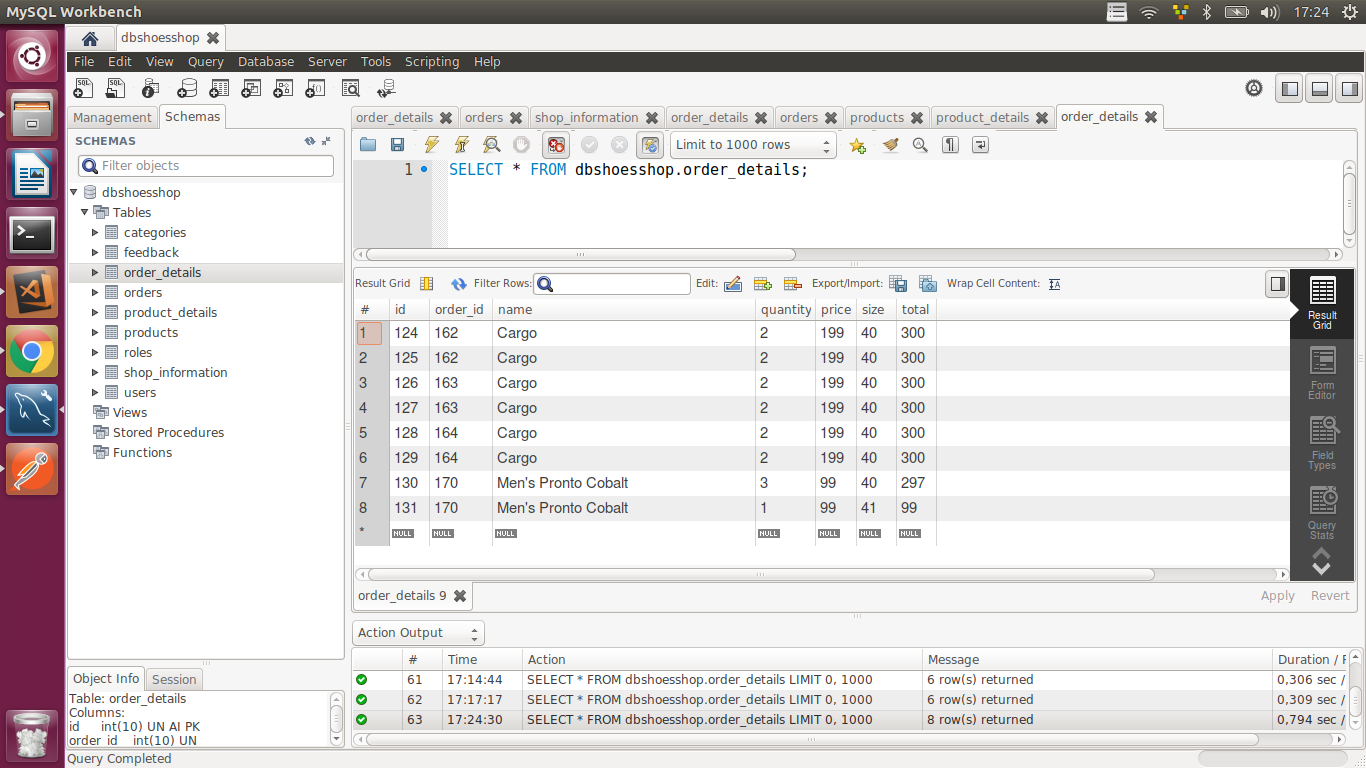 MySQL Workbench 17:24
dbshoesshop
File Edit View Query Database Server Tools Scripting Help
Management Schemas
order_details orders shop_information order_details orders products product_details order_details
SCHEMAS
Filter objects
Limit to 1000 rows
1 SELECT * FROM dbshoesshop.order_details;
dbshoesshop
Tables
categories
feedback
order_details
orders
product_details
products
roles
shop_information
users
Views
Stored Procedures
Functions
Result Grid Filter Rows: Edit: Export/Import: Wrap Cell Content:
# id order_id name quantity price size total
1 124 162 Cargo 2 199 40 300
2 125 162 Cargo 2 199 40 300
3 126 163 Cargo 2 199 40 300
4 127 163 Cargo 2 199 40 300
5 128 164 Cargo 2 199 40 300
6 129 164 Cargo 2 199 40 300
7 130 170 Men's Pronto Cobalt 3 99 40 297
8 131 170 Men's Pronto Cobalt 1 99 41 99
* NULL NULL NULL NULL NULL NULL NULL
Result
Grid
Form
Editor
Field
Types
Query
Stats
order_details 9 Apply Revert
Action Output
# Time Action Message Duration / F
61 17:14:44 SELECT * FROM dbshoesshop.order_details LIMIT 0, 1000 6 row(s) returned 0,306 sec /
62 17:17:17 SELECT * FROM dbshoesshop.order_details LIMIT 0, 1000 6 row(s) returned 0,309 sec /
63 17:24:30 SELECT * FROM dbshoesshop.order_details LIMIT 0, 1000 8 row(s) returned 0,794 sec /
Object Info Session
Table: order_details
Columns:
id int(10) UN AI PK
order_id int(10) UN
Query Completed